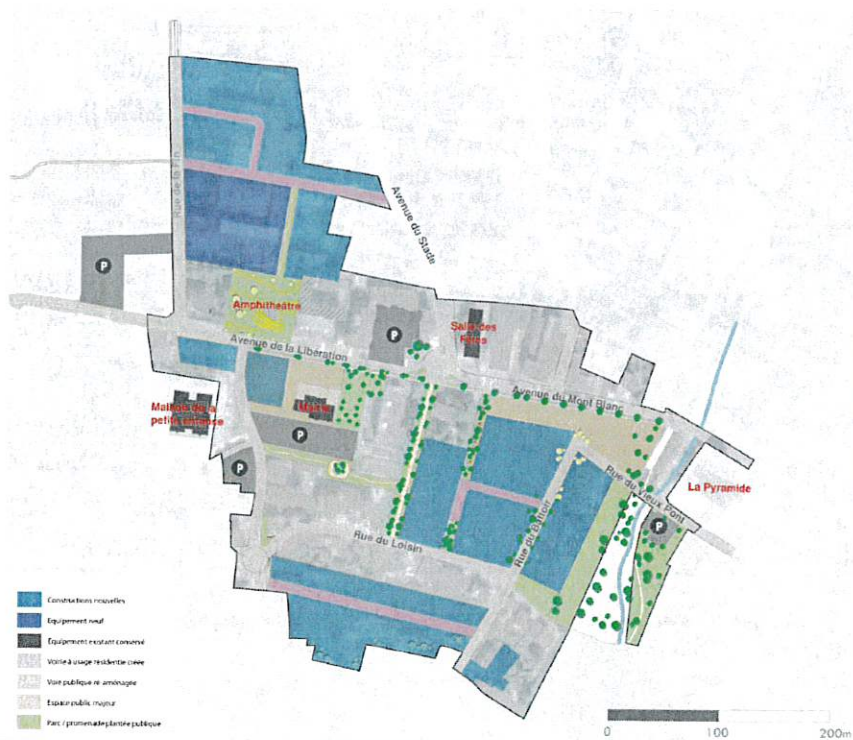 Rue de la Fin
Avenue du Stade
P
Amphithéâtre
P
Salle des
Fêtes
Avenue de la Libération
Avenue du Mont Blanc
Maison de la
petite enfance
Mairie
P
P
Rue du Vieux Pont
La Pyramide
P
Rue du Bafion
Rue du Loisin
Constructions nouvelles
Equipement neuf
Equipement existant conservé
Voirie à usage résidentiel créée
Voie publique ré-aménagée
Espace public majeur
Parc / promenade plantée publique
0 100 200m